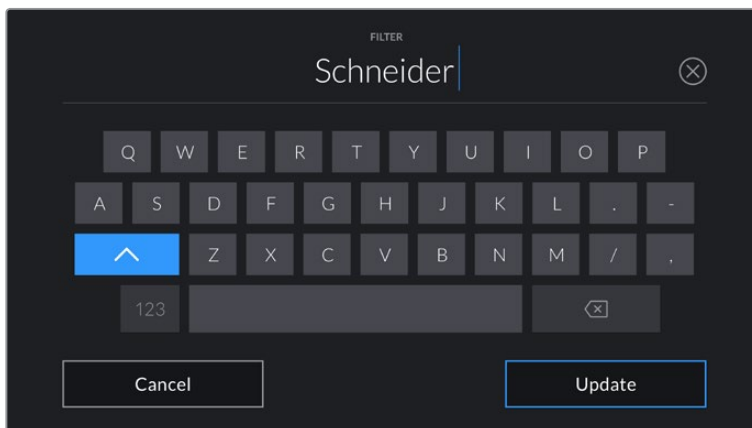 FILTER
Schneider
Q W E R T Y U I O P
A S D F G H J K L . -
Z X C V B N M / ,
123
Cancel Update